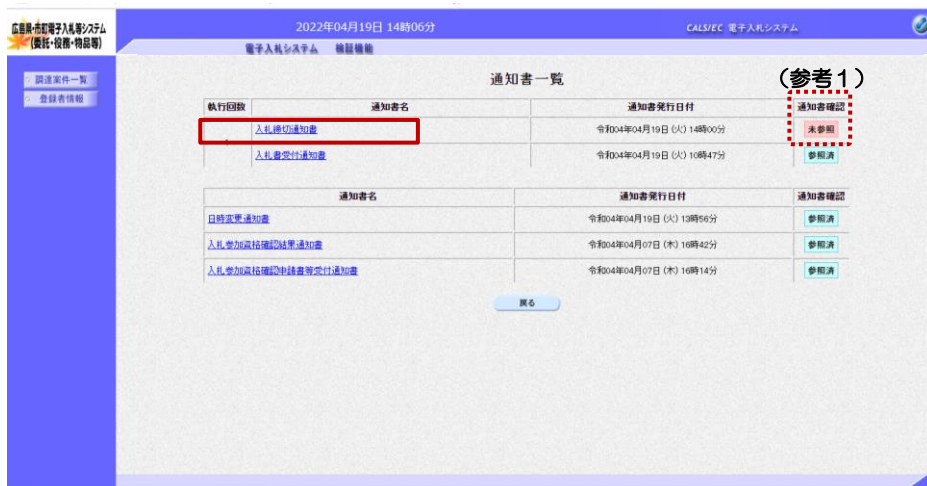 広島県・市町電子入札等システム
(委託・役務・物品等)
2022年04月19日 14時06分
CALS/EC 電子入札システム
電子入札システム 検証機能
調達案件一覧
登録者情報
通知書一覧
(参考1)
執行回数 通知書名 通知書発行日付 通知書確認
入札締切通知書 令和04年04月19日 (火) 14時00分 未参照
入札書受付通知書 令和04年04月19日 (火) 10時47分 参照済
通知書名 通知書発行日付 通知書確認
日時変更通知書 令和04年04月19日 (火) 13時56分 参照済
入札参加資格確認結果通知書 令和04年04月07日 (木) 16時42分 参照済
入札参加資格確認申請書等受付通知書 令和04年04月07日 (木) 16時14分 参照済
戻る